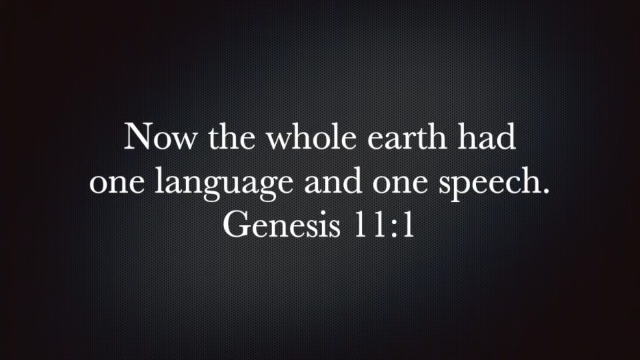 Now the whole earth had
one language and one speech.
Genesis 11:1